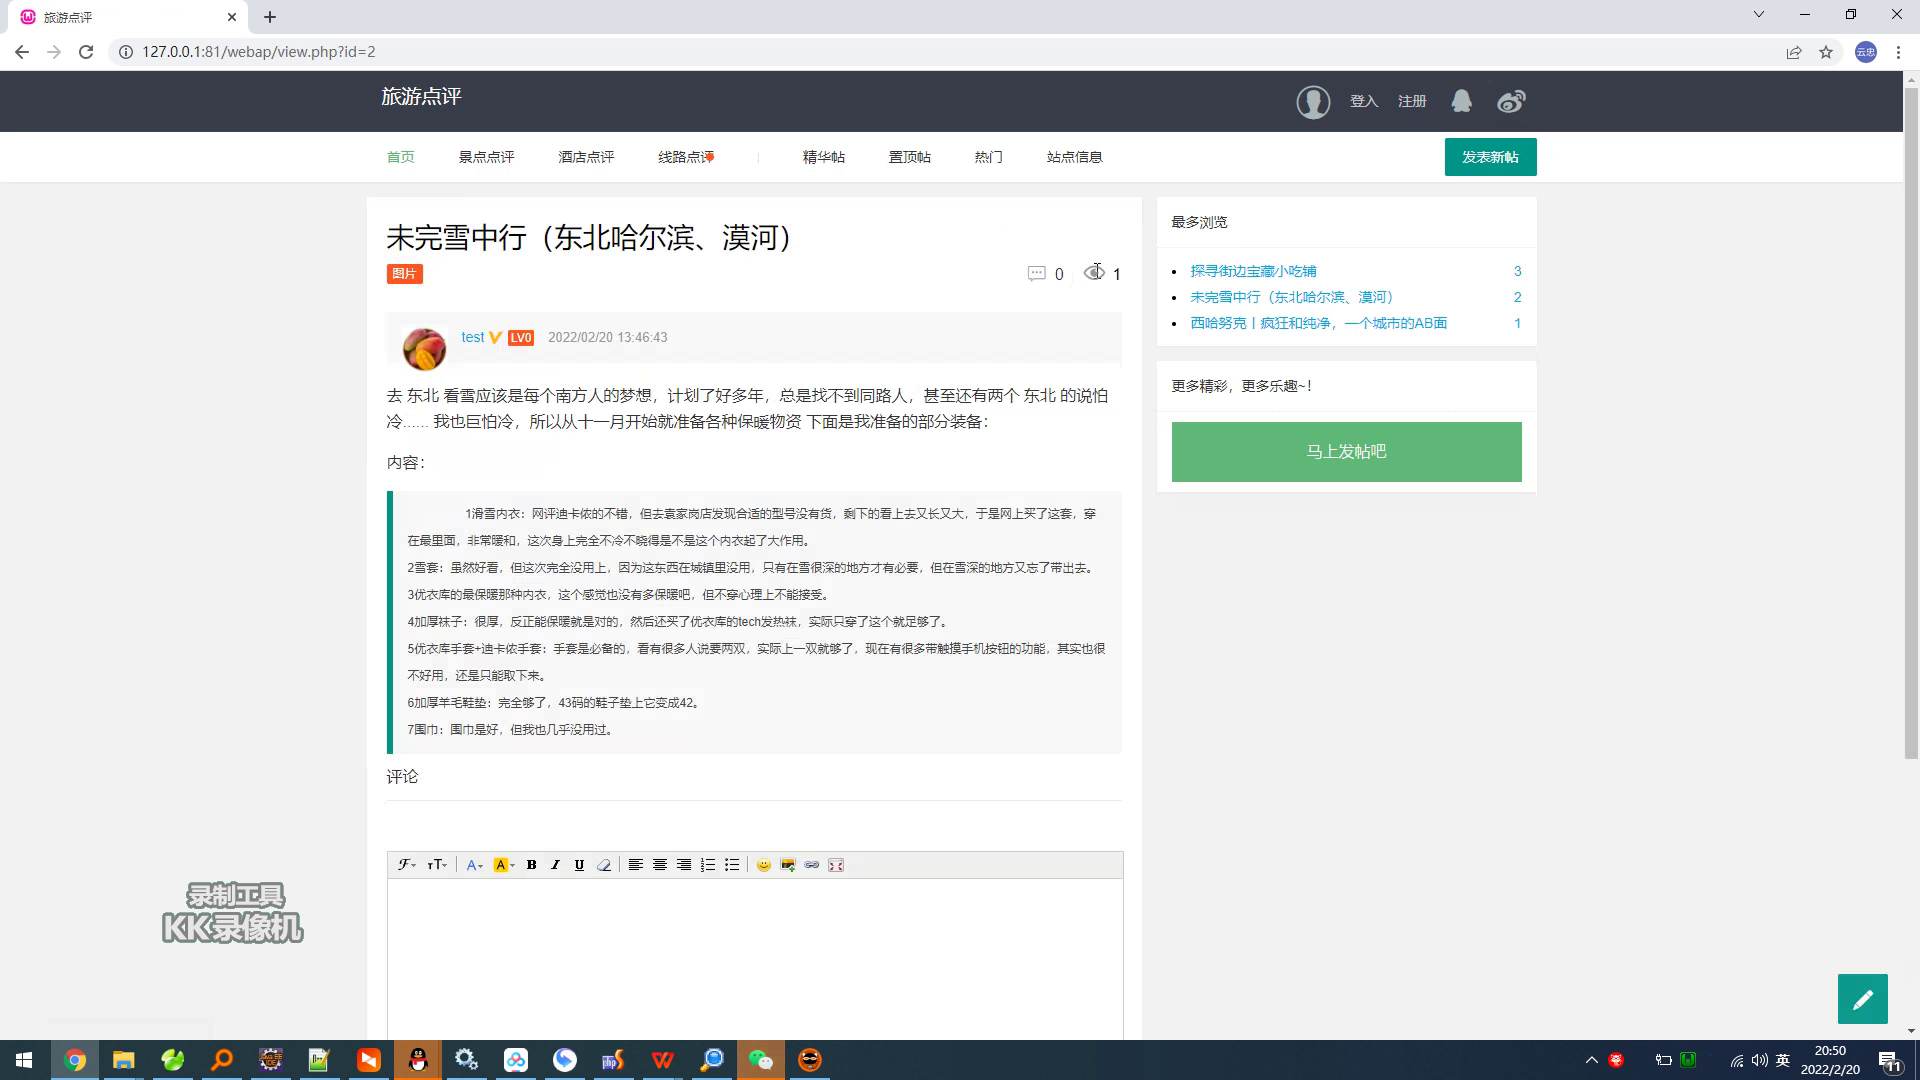 旅游点评
127.0.0.1:81/webap/view.php?id=2
云忠
旅游点评
登入 注册
首页 景点点评 酒店点评 线路点评 精华帖 置顶帖 热门 站点信息 发表新帖
未完雪中行（东北哈尔滨、漠河）
图片 0 1
test LV0 2022/02/20 13:46:43
去 东北 看雪应该是每个南方人的梦想，计划了好多年，总是找不到同路人，甚至还有两个 东北 的说怕
冷...... 我也巨怕冷，所以从十一月开始就准备各种保暖物资 下面是我准备的部分装备：
内容：
1滑雪内衣：网评迪卡侬的不错，但去袁家岗店发现合适的型号没有货，剩下的看上去又长又大，于是网上买了这套，穿
在最里面，非常暖和，这次身上完全不冷不晓得是不是这个内衣起了大作用。
2雪套：虽然好看，但这次完全没用上，因为这东西在城镇里没用，只有在雪很深的地方才有必要，但在雪深的地方又忘了带出去。
3优衣库的最保暖那种内衣，这个感觉也没有多保暖吧，但不穿心理上不能接受。
4加厚袜子：很厚，反正能保暖就是对的，然后还买了优衣库的tech发热袜，实际只穿了这个就足够了。
5优衣库手套+迪卡侬手套：手套是必备的，看有很多人说要两双，实际上一双就够了，现在有很多带触摸手机按钮的功能，其实也很
不好用，还是只能取下来。
6加厚羊毛鞋垫：完全够了，43码的鞋子垫上它变成42。
7围巾：围巾是好，但我也几乎没用过。
评论
最多浏览
探寻街边宝藏小吃铺 3
未完雪中行（东北哈尔滨、漠河） 2
西哈努克丨疯狂和纯净，一个城市的AB面 1
更多精彩，更多乐趣~！
马上发帖吧
录制工具
KK录像机
英
20:50
2022/2/20
11